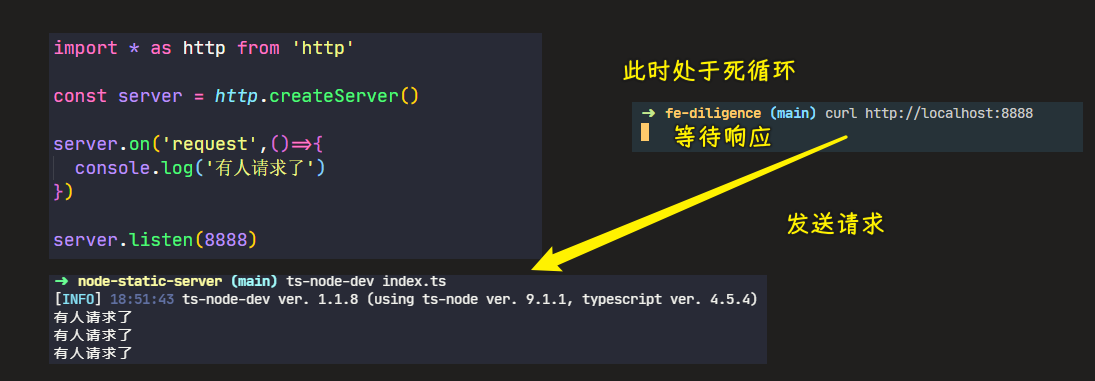 import * as http from 'http'
const server = http.createServer()
server.on('request',()=>{
console.log('有人请求了')
})
server.listen(8888)
此时处于死循环
➜ fe-diligence (main) curl http://localhost:8888
等待响应
发送请求
➜ node-static-server (main) ts-node-dev index.ts
[INFO] 18:51:43 ts-node-dev ver. 1.1.8 (using ts-node ver. 9.1.1, typescript ver. 4.5.4)
有人请求了
有人请求了
有人请求了